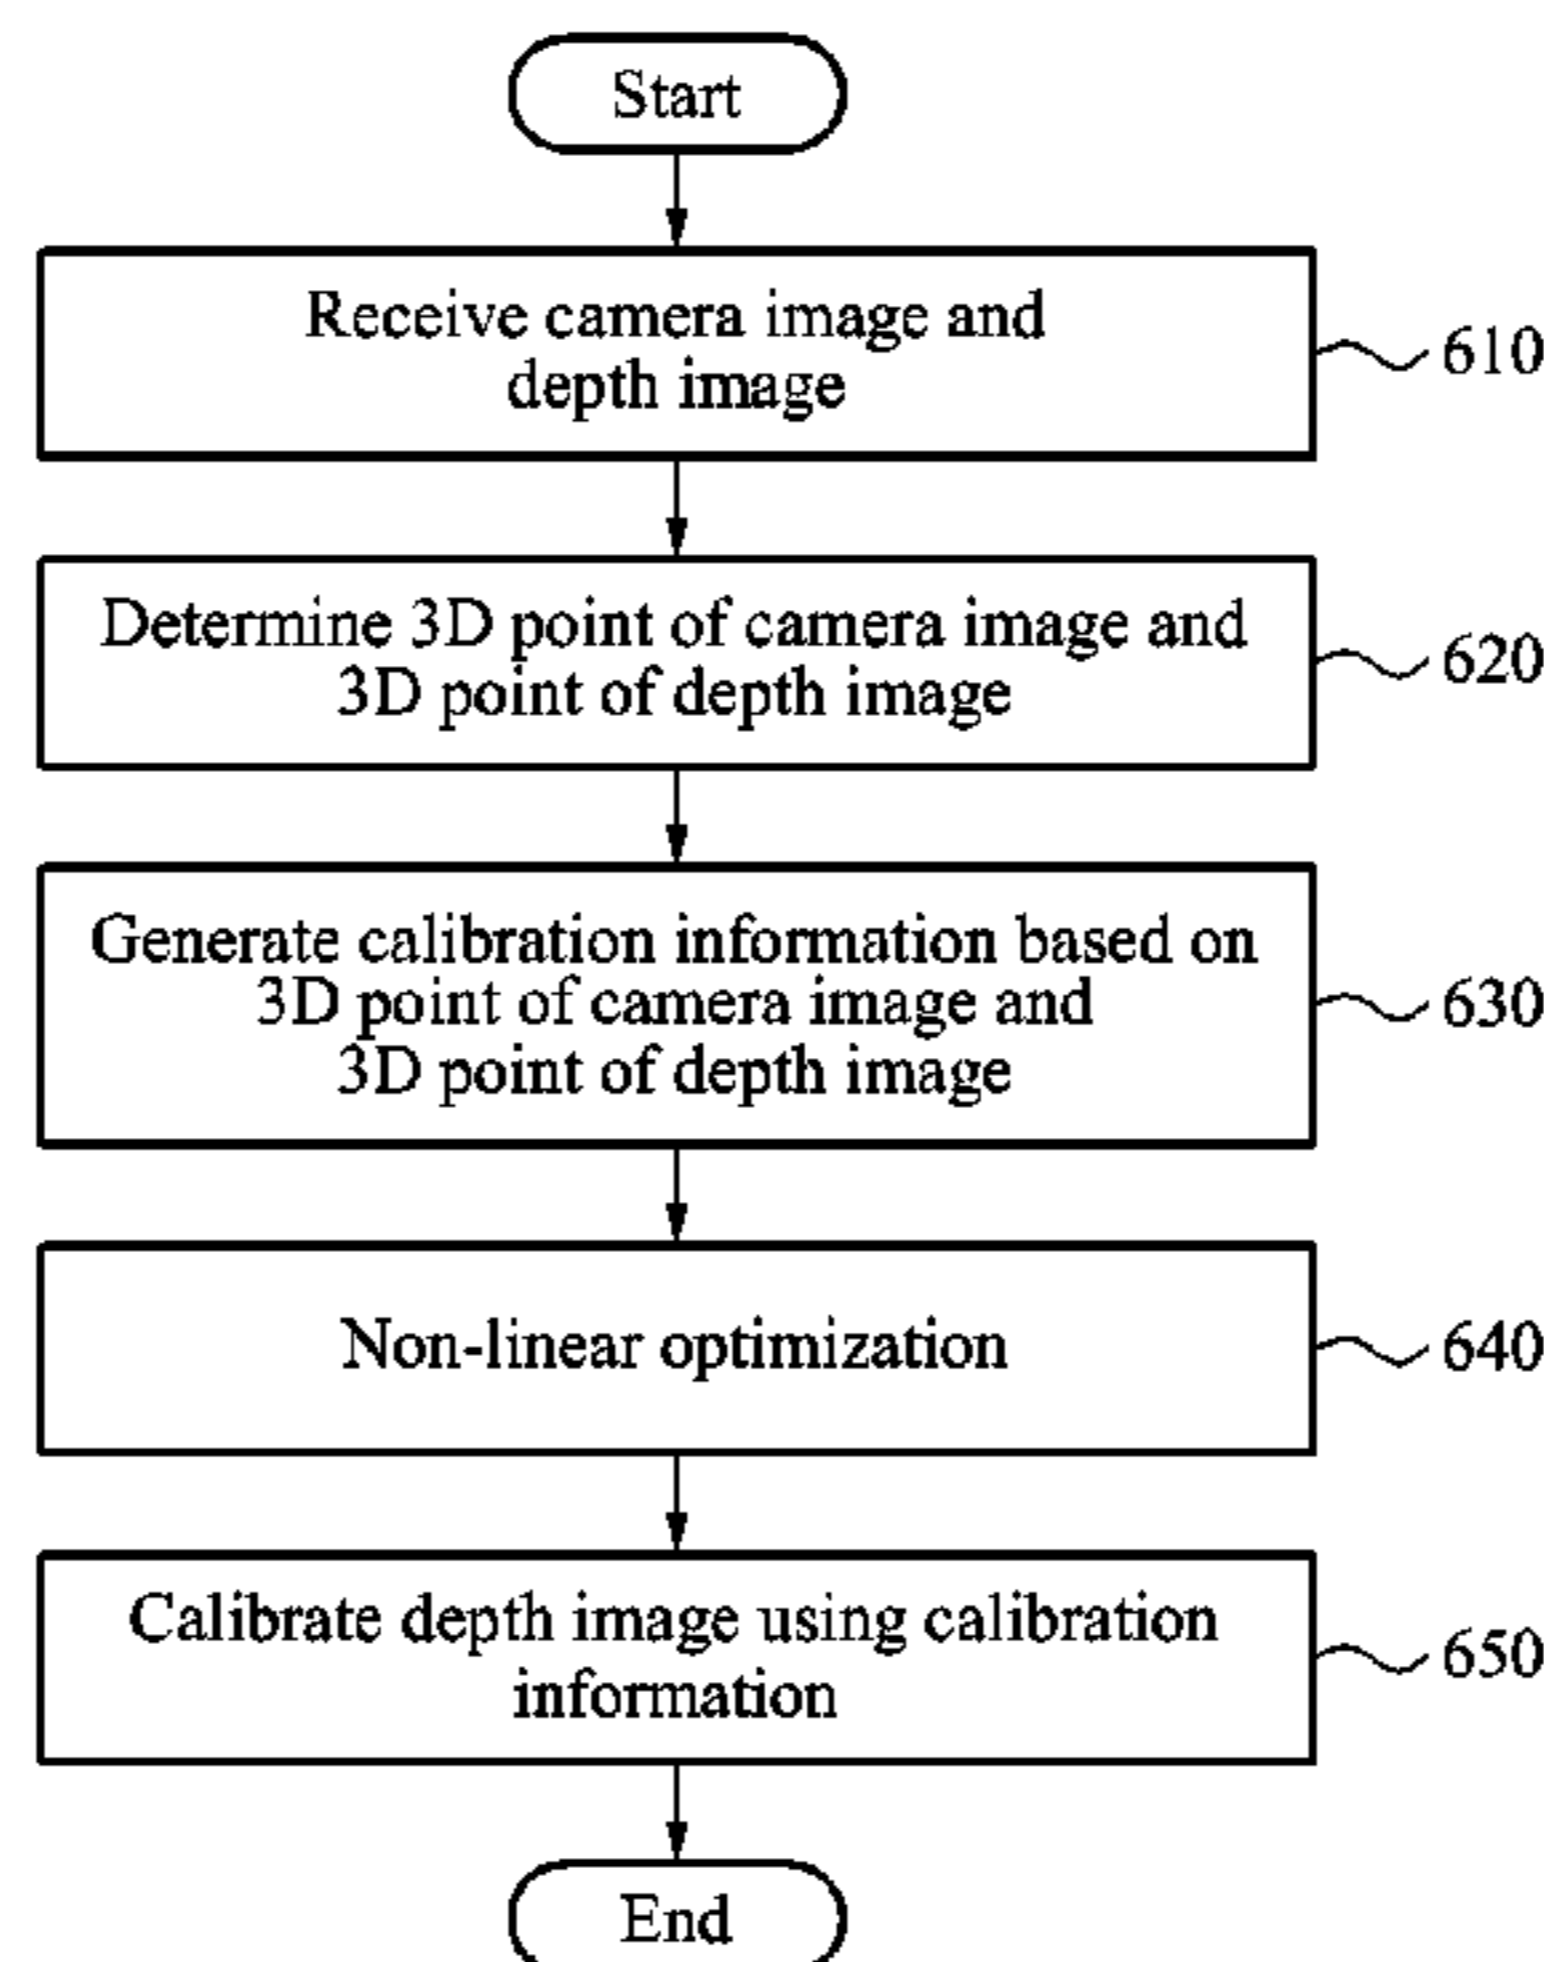 Start
Receive camera image and
depth image
610
Determine 3D point of camera image and
3D point of depth image
620
Generate calibration information based on
3D point of camera image and
3D point of depth image
630
Non-linear optimization
640
Calibrate depth image using calibration
information
650
End